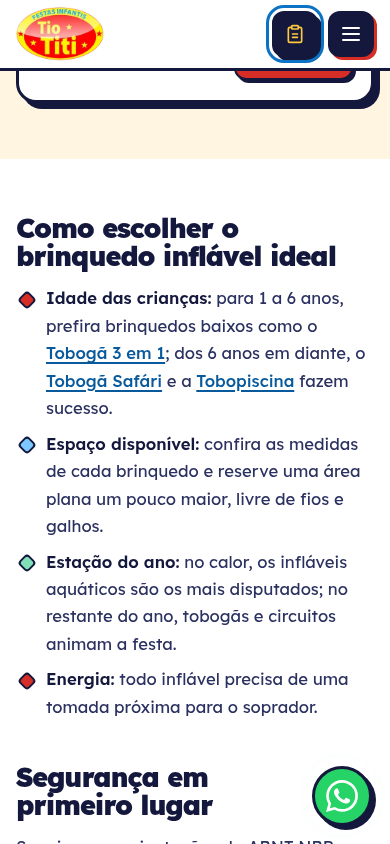 FESTAS INFANTIS
Tio
Titi
Como escolher o
brinquedo inflável ideal
Idade das crianças: para 1 a 6 anos,
prefira brinquedos baixos como o
Tobogã 3 em 1; dos 6 anos em diante, o
Tobogã Safári e a Tobopiscina fazem
sucesso.
Espaço disponível: confira as medidas
de cada brinquedo e reserve uma área
plana um pouco maior, livre de fios e
galhos.
Estação do ano: no calor, os infláveis
aquáticos são os mais disputados; no
restante do ano, tobogãs e circuitos
animam a festa.
Energia: todo inflável precisa de uma
tomada próxima para o soprador.
Segurança em
primeiro lugar